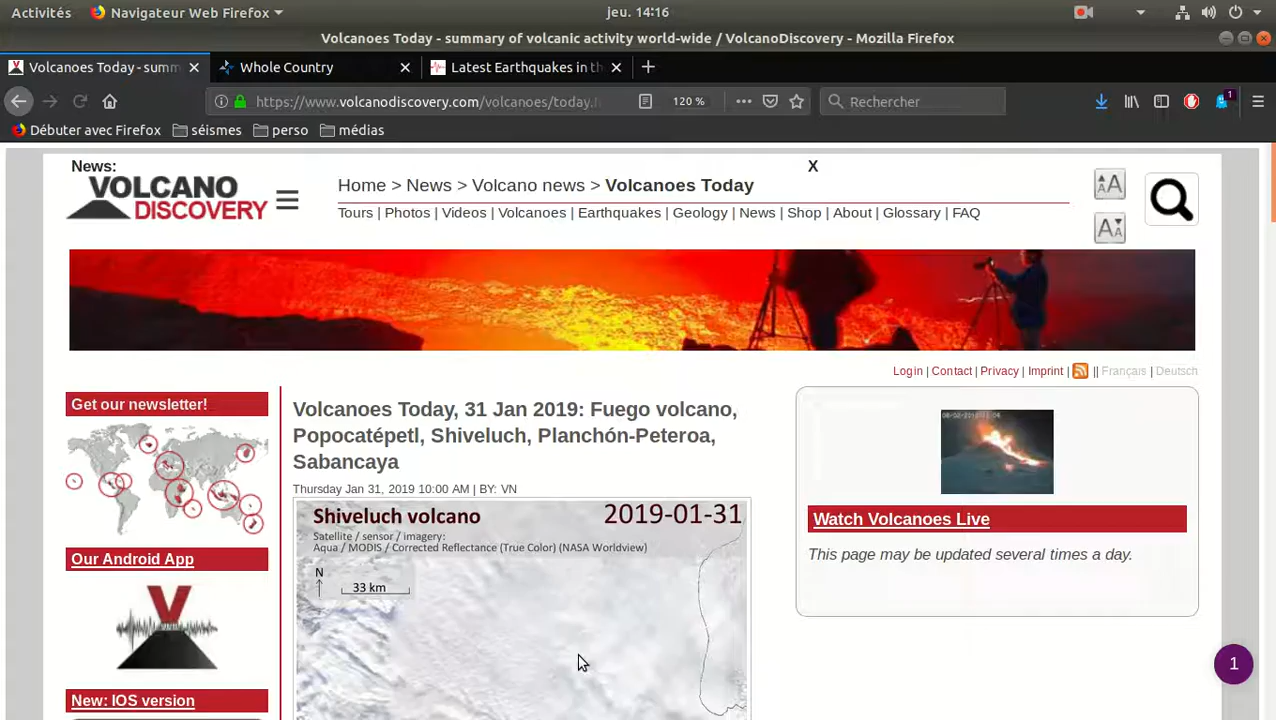 Activités Navigateur Web Firefox jeu. 14:16
Volcanoes Today - summary of volcanic activity world-wide / VolcanoDiscovery - Mozilla Firefox
Volcanoes Today - summ Whole Country Latest Earthquakes in th
https://www.volcanodiscovery.com/volcanoes/today. 120 % Rechercher 1
Débuter avec Firefox séismes perso médias
News: X
VOLCANO DISCOVERY
Home > News > Volcano news > Volcanoes Today
Tours | Photos | Videos | Volcanoes | Earthquakes | Geology | News | Shop | About | Glossary | FAQ
Login | Contact | Privacy | Imprint | || Français | Deutsch
Get our newsletter!
Our Android App
V
New: IOS version
Volcanoes Today, 31 Jan 2019: Fuego volcano,
Popocatépetl, Shiveluch, Planchón-Peteroa,
Sabancaya
Thursday Jan 31, 2019 10:00 AM | BY: VN
Shiveluch volcano 2019-01-31
Satellite / sensor / imagery:
Aqua / MODIS / Corrected Reflectance (True Color) (NASA Worldview)
N
33 km
Watch Volcanoes Live
This page may be updated several times a day.
1